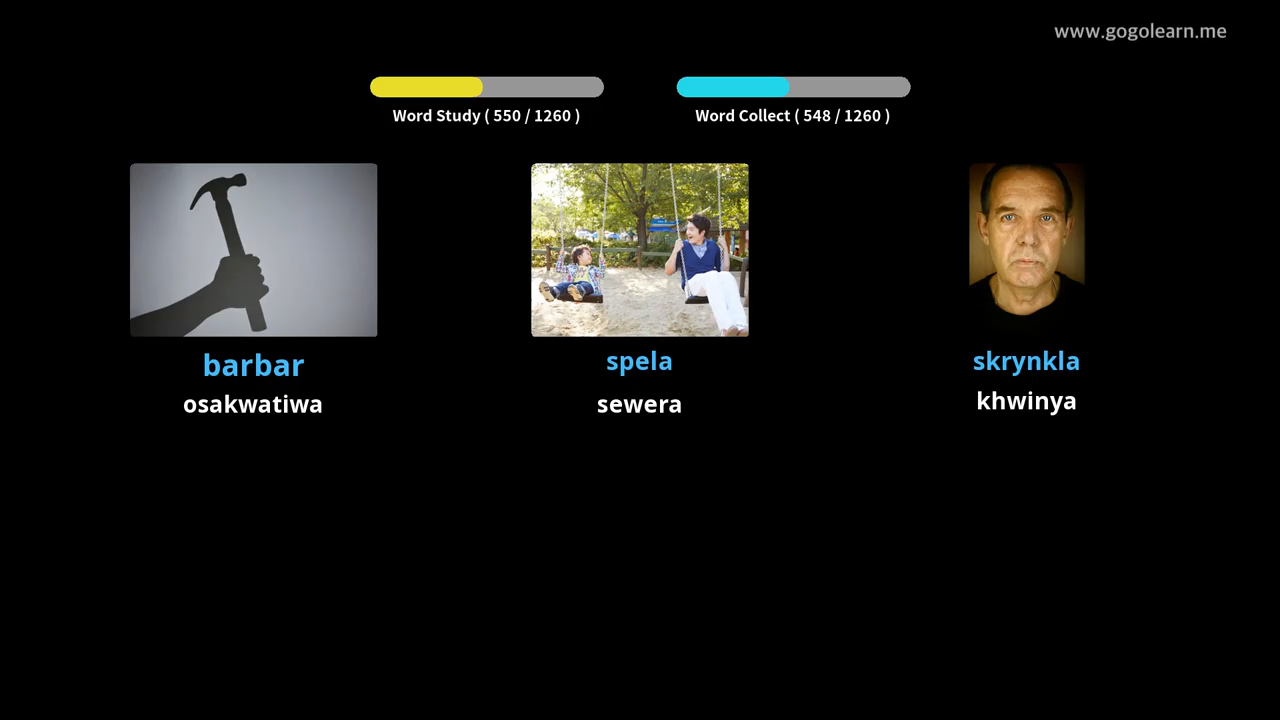 www.gogolearn.me
Word Study ( 550 / 1260 )
Word Collect ( 548 / 1260 )
barbar
osakwatiwa
spela
sewera
skrynkla
khwinya